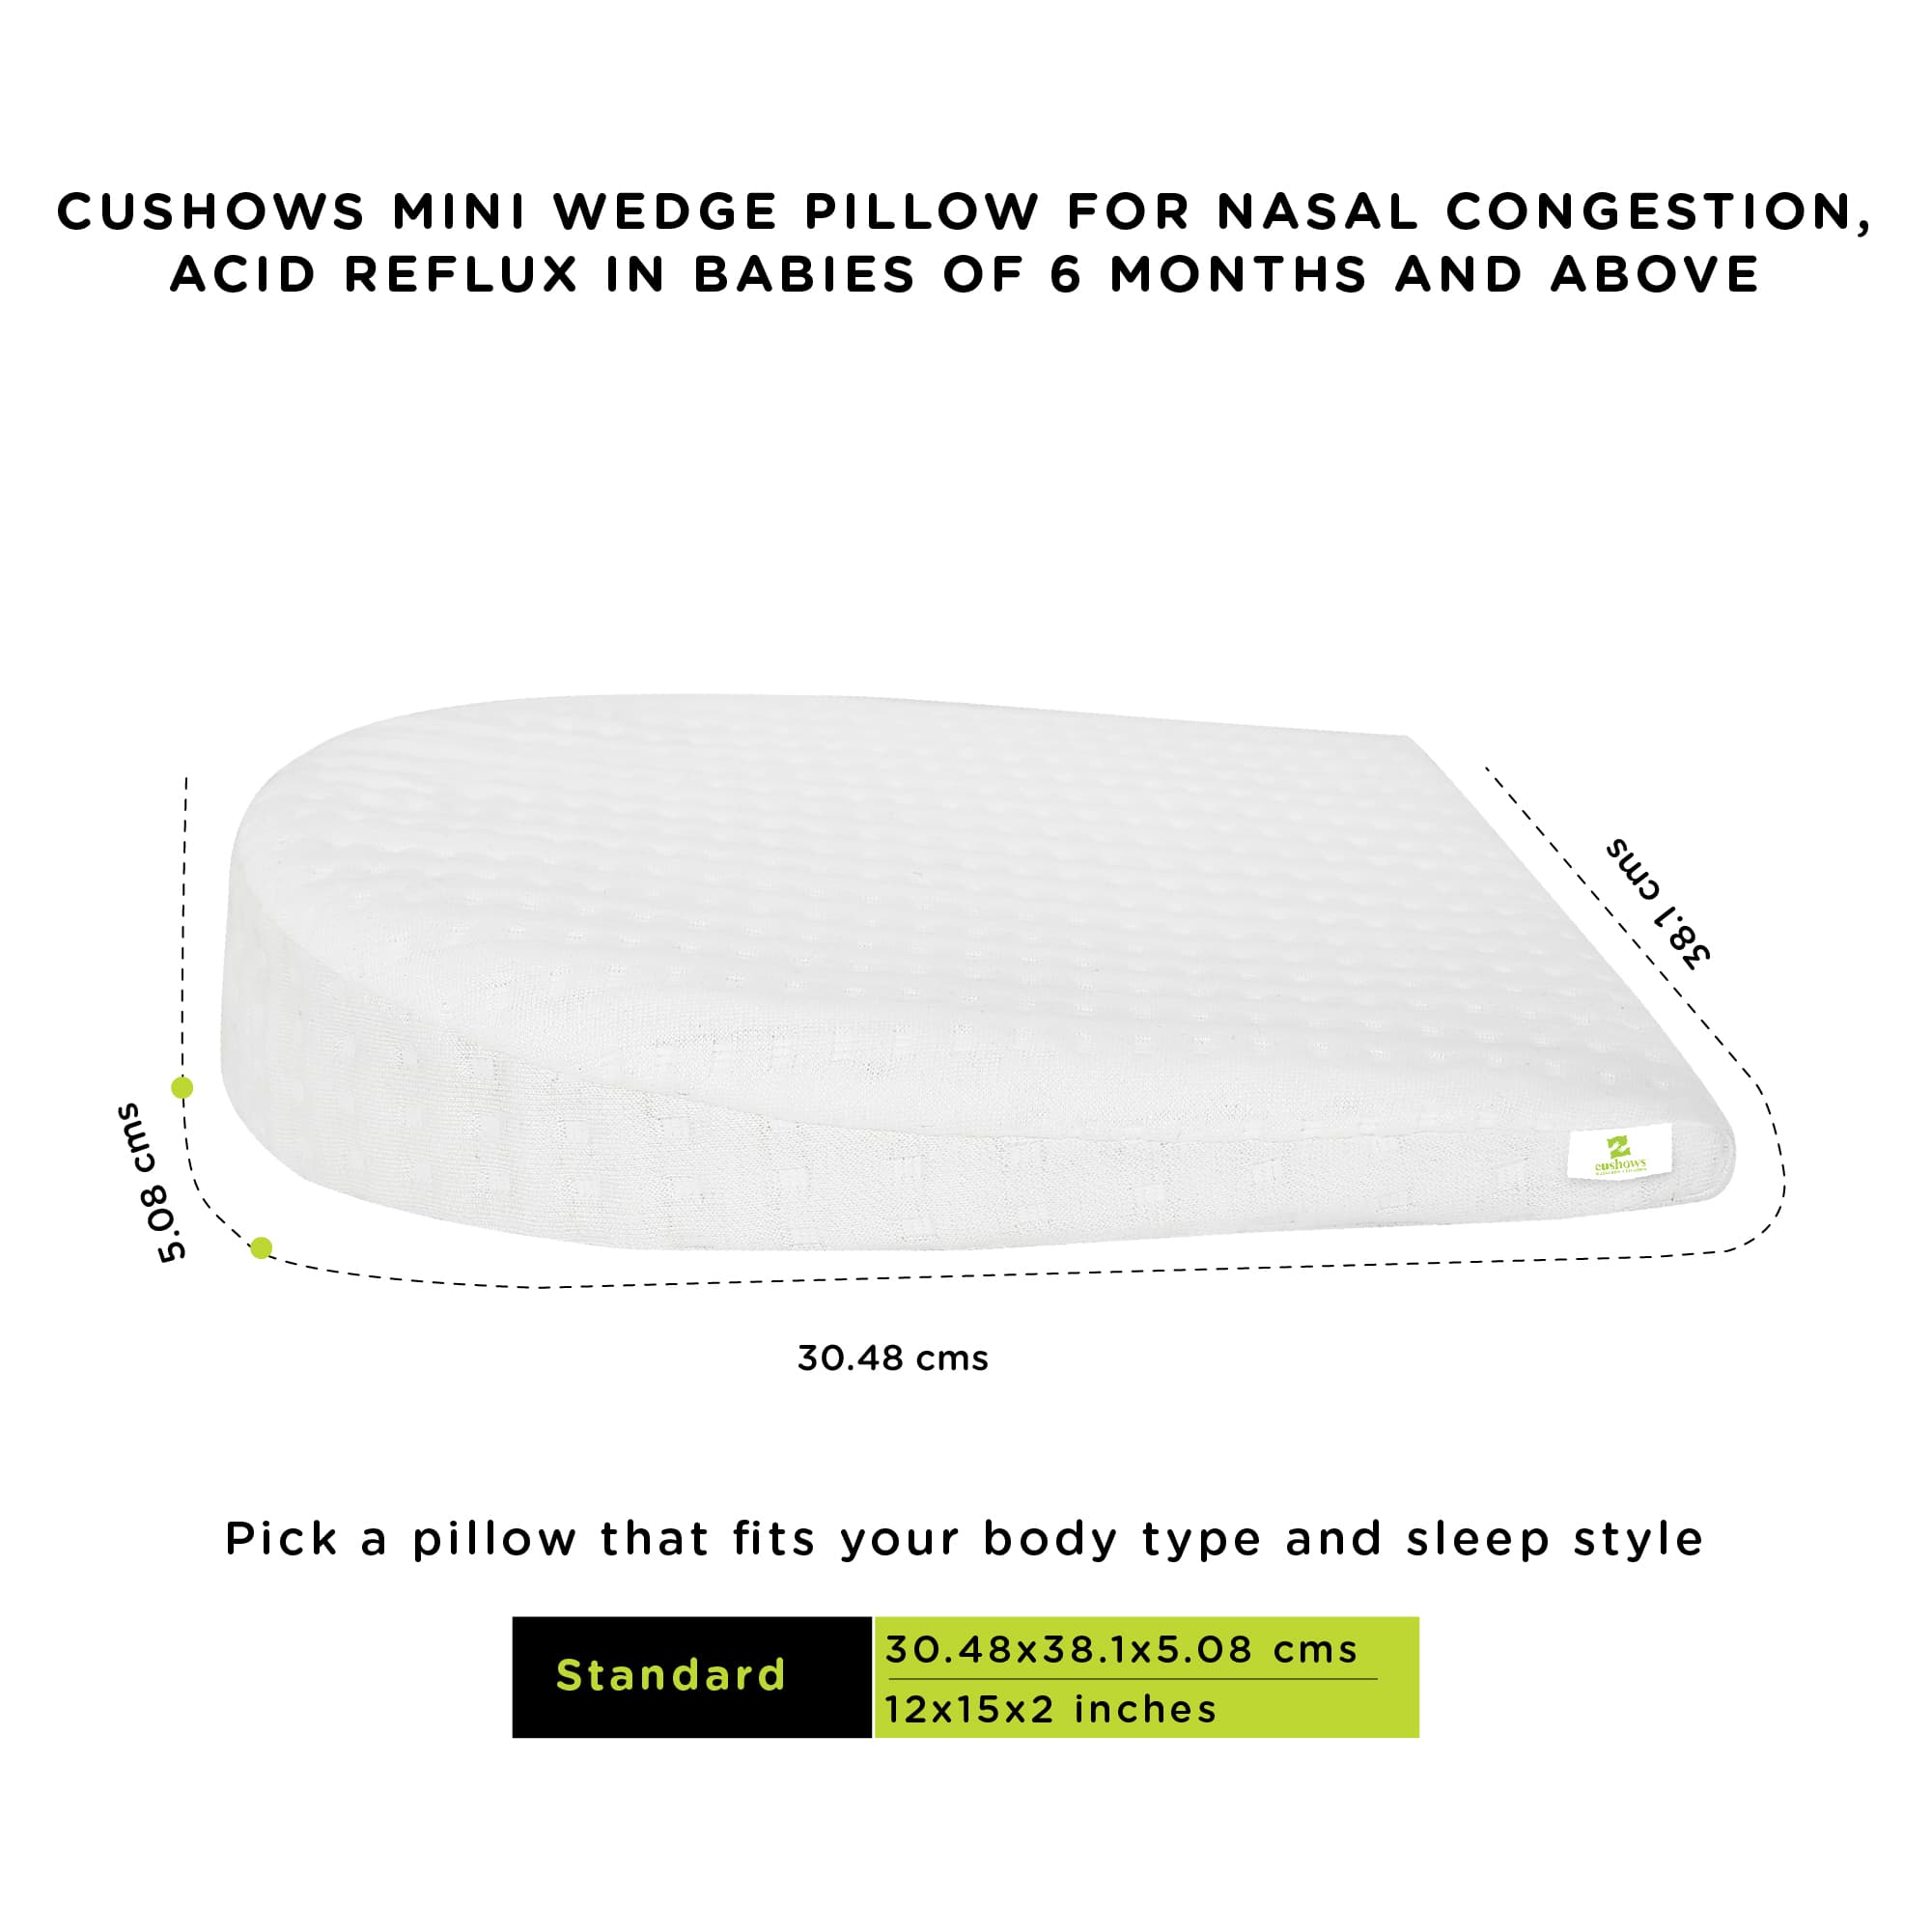 CUSHOWS MINI WEDGE PILLOW FOR NASAL CONGESTION,
ACID REFLUX IN BABIES OF 6 MONTHS AND ABOVE
38.1 cms
5.08 cms
cushows
30.48 cms
Pick a pillow that fits your body type and sleep style
Standard
30.48x38.1x5.08 cms
12x15x2 inches